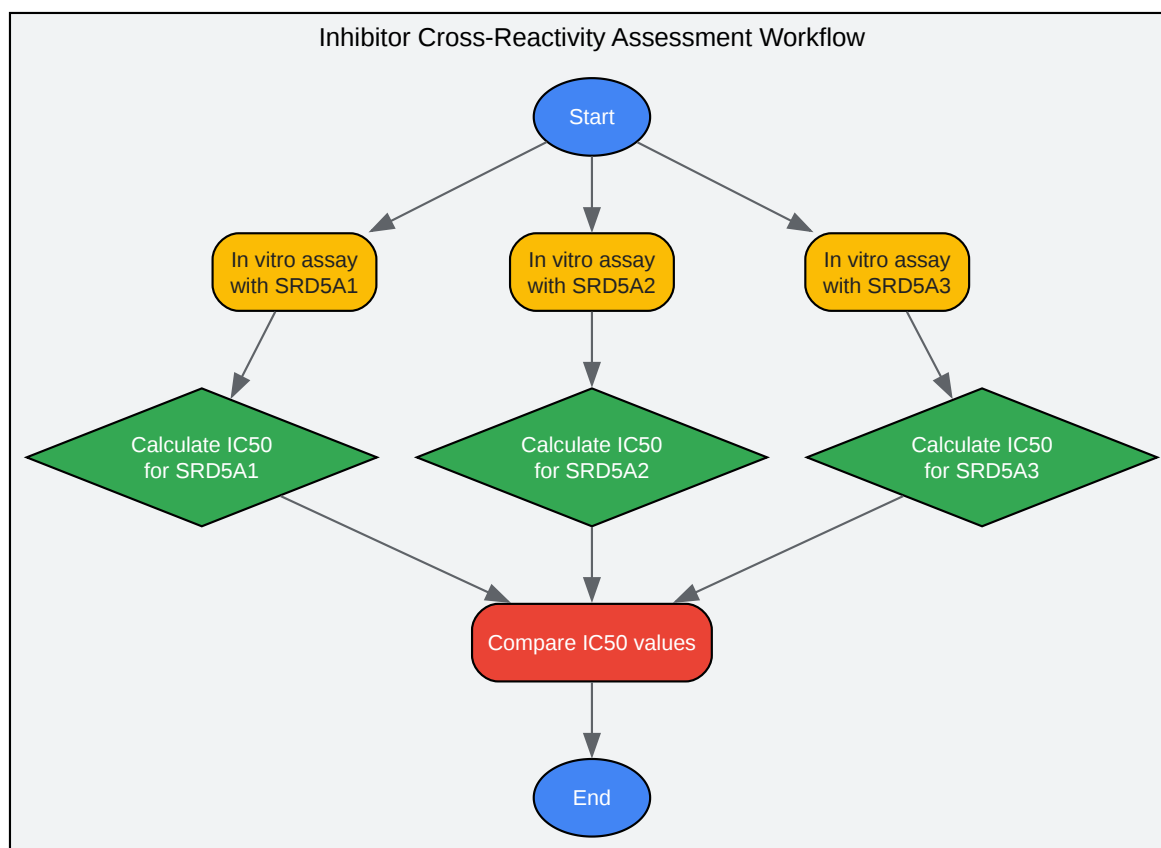 Inhibitor Cross-Reactivity Assessment Workflow
Start
In vitro assay
with SRD5A1
In vitro assay
with SRD5A2
In vitro assay
with SRD5A3
Calculate IC50
for SRD5A1
Calculate IC50
for SRD5A2
Calculate IC50
for SRD5A3
Compare IC50 values
End